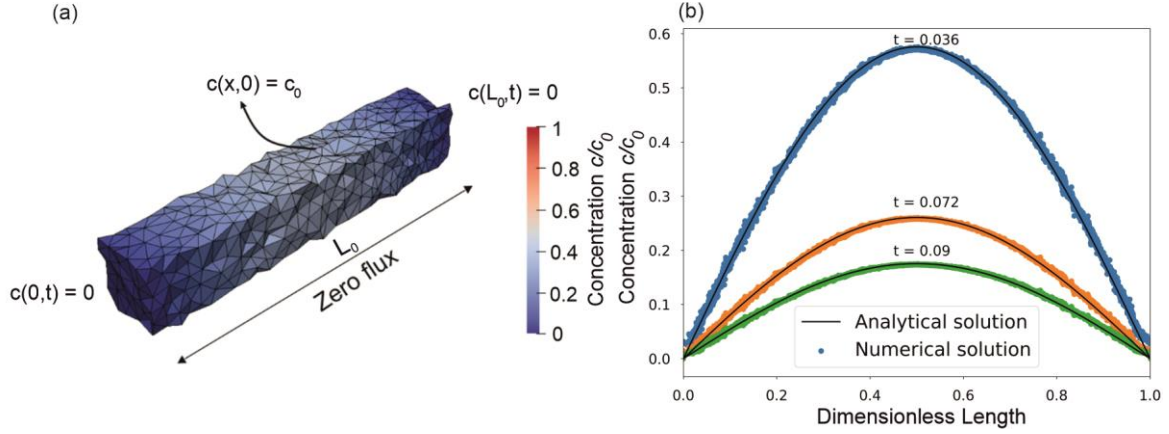 (a)
c(x,0) = c₀
c(L₀,t) = 0
c(0,t) = 0
L₀
Zero flux
1
0.8
0.6
0.4
0.2
0
Concentration c/c₀
(b)
Concentration c/c₀
0.6
0.5
0.4
0.3
0.2
0.1
0.0
t = 0.036
t = 0.072
t = 0.09
Analytical solution
Numerical solution
0.0 0.2 0.4 0.6 0.8 1.0
Dimensionless Length